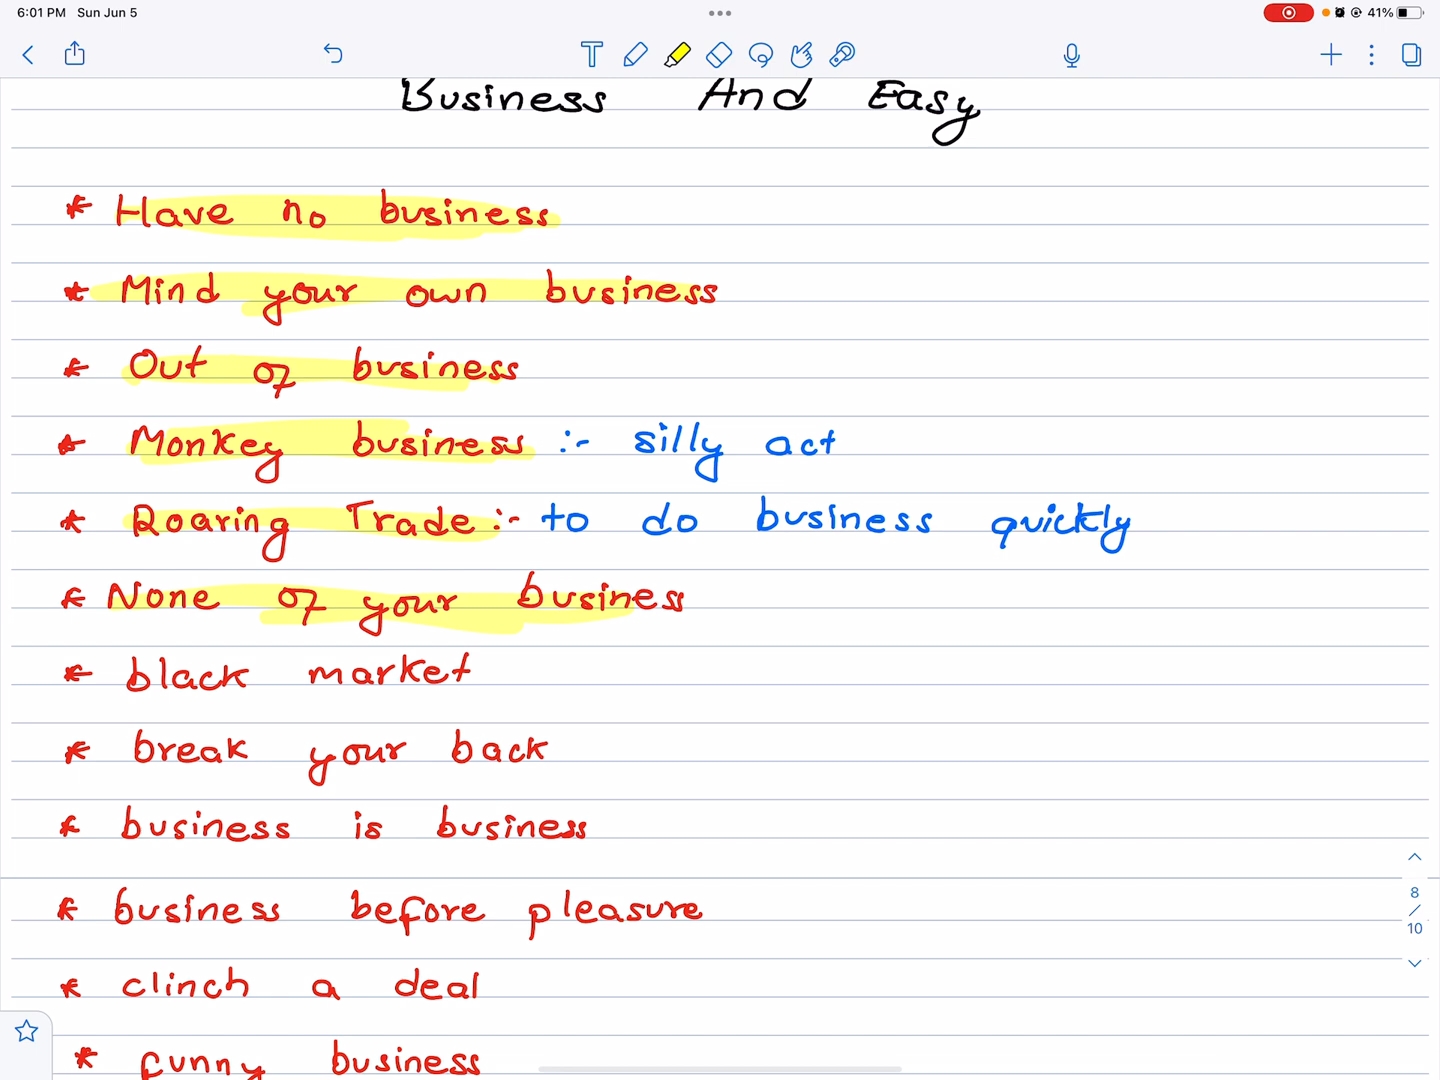 6:01 PM Sun Jun 5
41%
Business And Easy
* Have no business
* Mind your own business
* Out of business
* Monkey business :- silly act
* Roaring Trade :- to do business quickly
* None of your business
* black market
* break your back
* business is business
* business before pleasure
* clinch a deal
* funny business
8
/
10